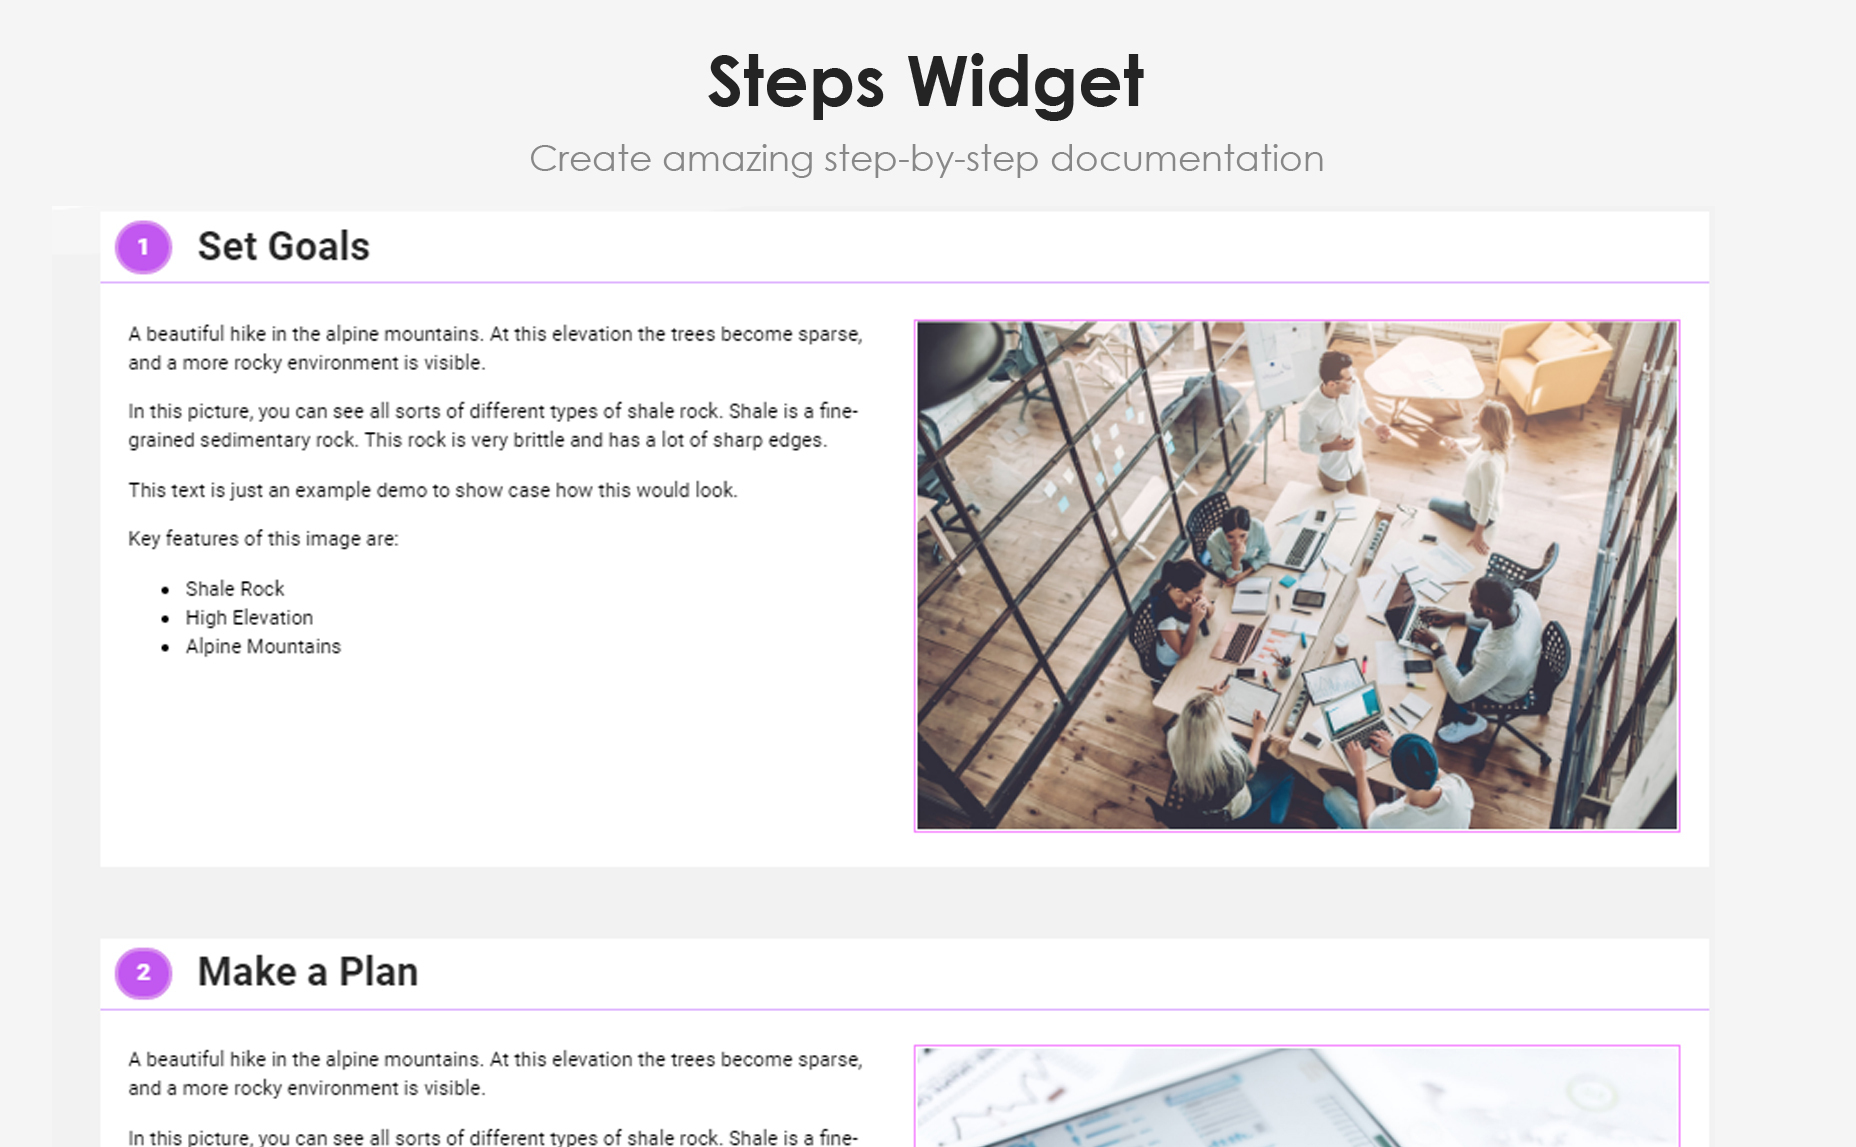 Steps Widget
Create amazing step-by-step documentation
1 Set Goals
A beautiful hike in the alpine mountains. At this elevation the trees become sparse,
and a more rocky environment is visible.
In this picture, you can see all sorts of different types of shale rock. Shale is a fine-
grained sedimentary rock. This rock is very brittle and has a lot of sharp edges.
This text is just an example demo to show case how this would look.
Key features of this image are:
• Shale Rock
• High Elevation
• Alpine Mountains
2 Make a Plan
A beautiful hike in the alpine mountains. At this elevation the trees become sparse,
and a more rocky environment is visible.
In this picture, you can see all sorts of different types of shale rock. Shale is a fine-